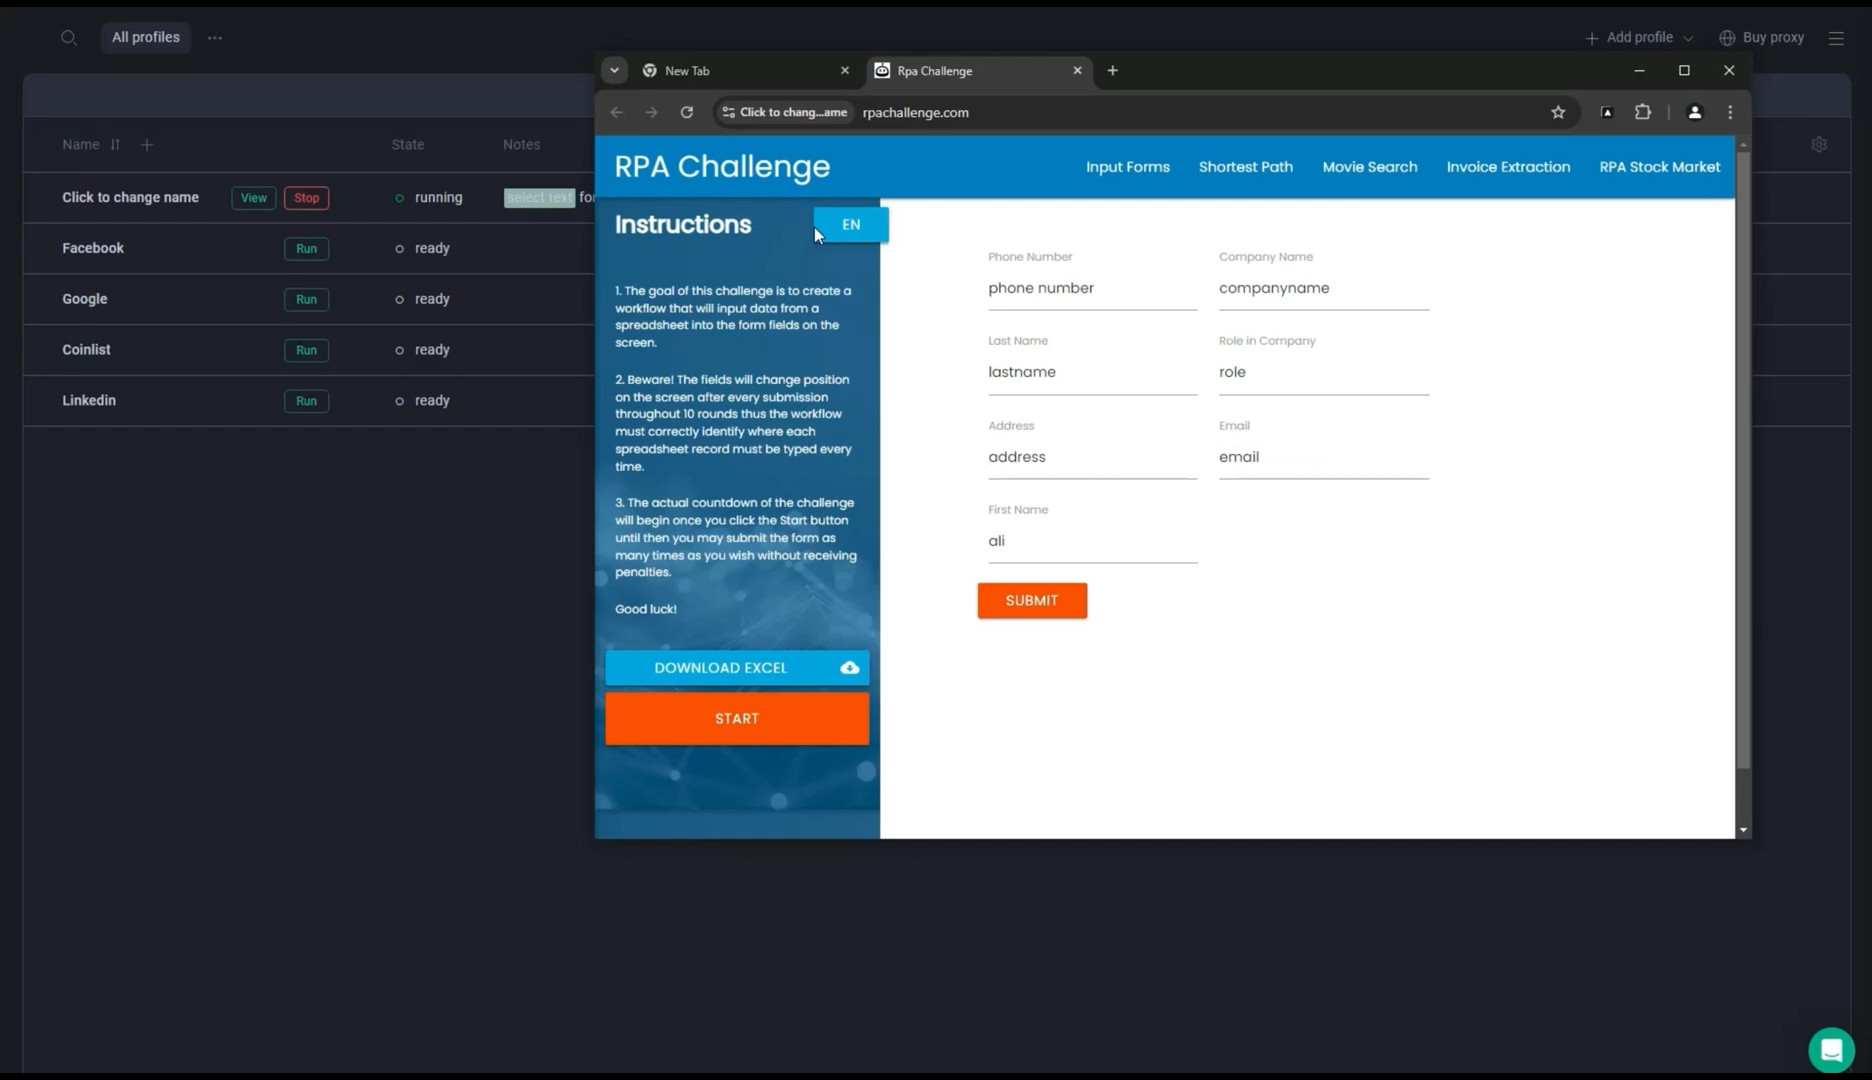 All profiles
Add profile
Buy proxy
Name
State
Notes
Click to change name
View
Stop
running
select text for
Facebook
Run
ready
Google
Run
ready
Coinlist
Run
ready
Linkedin
Run
ready
New Tab
Rpa Challenge
Click to chang...ame
rpachallenge.com
RPA Challenge
Input Forms
Shortest Path
Movie Search
Invoice Extraction
RPA Stock Market
Instructions
EN
1. The goal of this challenge is to create a
workflow that will input data from a
spreadsheet into the form fields on the
screen.
2. Beware! The fields will change position
on the screen after every submission
throughout 10 rounds thus the workflow
must correctly identify where each
spreadsheet record must be typed every
time.
3. The actual countdown of the challenge
will begin once you click the Start button
until then you may submit the form as
many times as you wish without receiving
penalties.
Good luck!
DOWNLOAD EXCEL
START
Phone Number
phone number
Company Name
companyname
Last Name
lastname
Role in Company
role
Address
address
Email
email
First Name
ali
SUBMIT